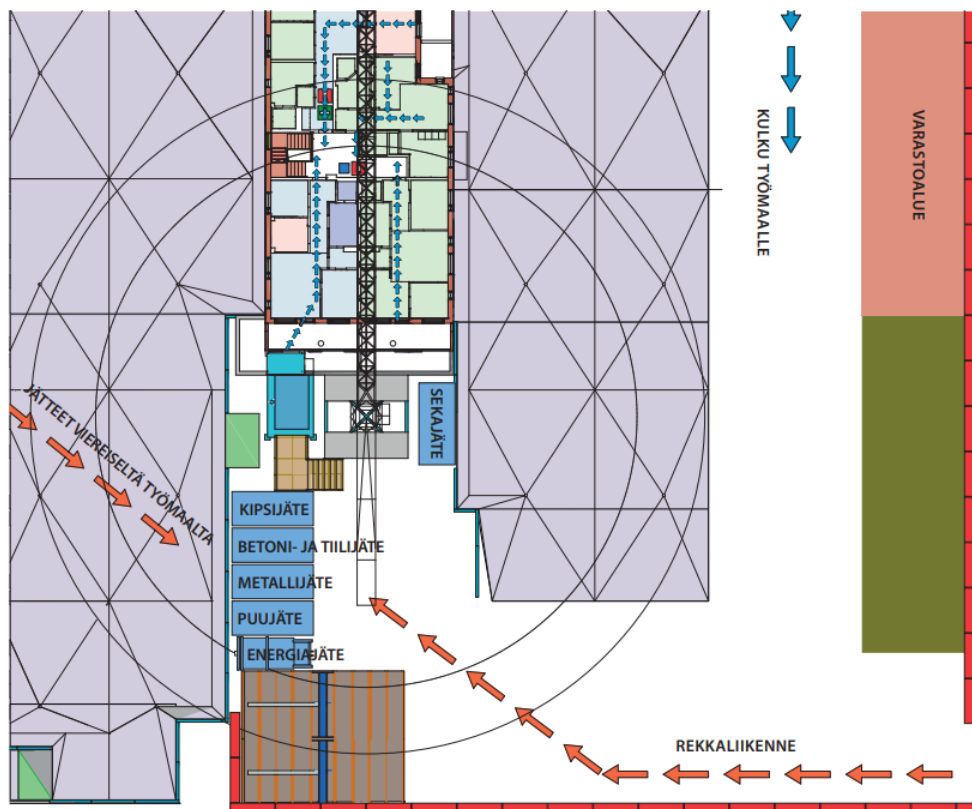 KULKU TYÖMAALLE
VARASTOALUE
JÄTTEET VIEREISELTÄ TYÖMAALTA
SEKAJÄTE
KIPSIJÄTE
BETONI- JA TIILIJÄTE
METALLIJÄTE
PUUJÄTE
ENERGIAJÄTE
REKKALIIKENNE